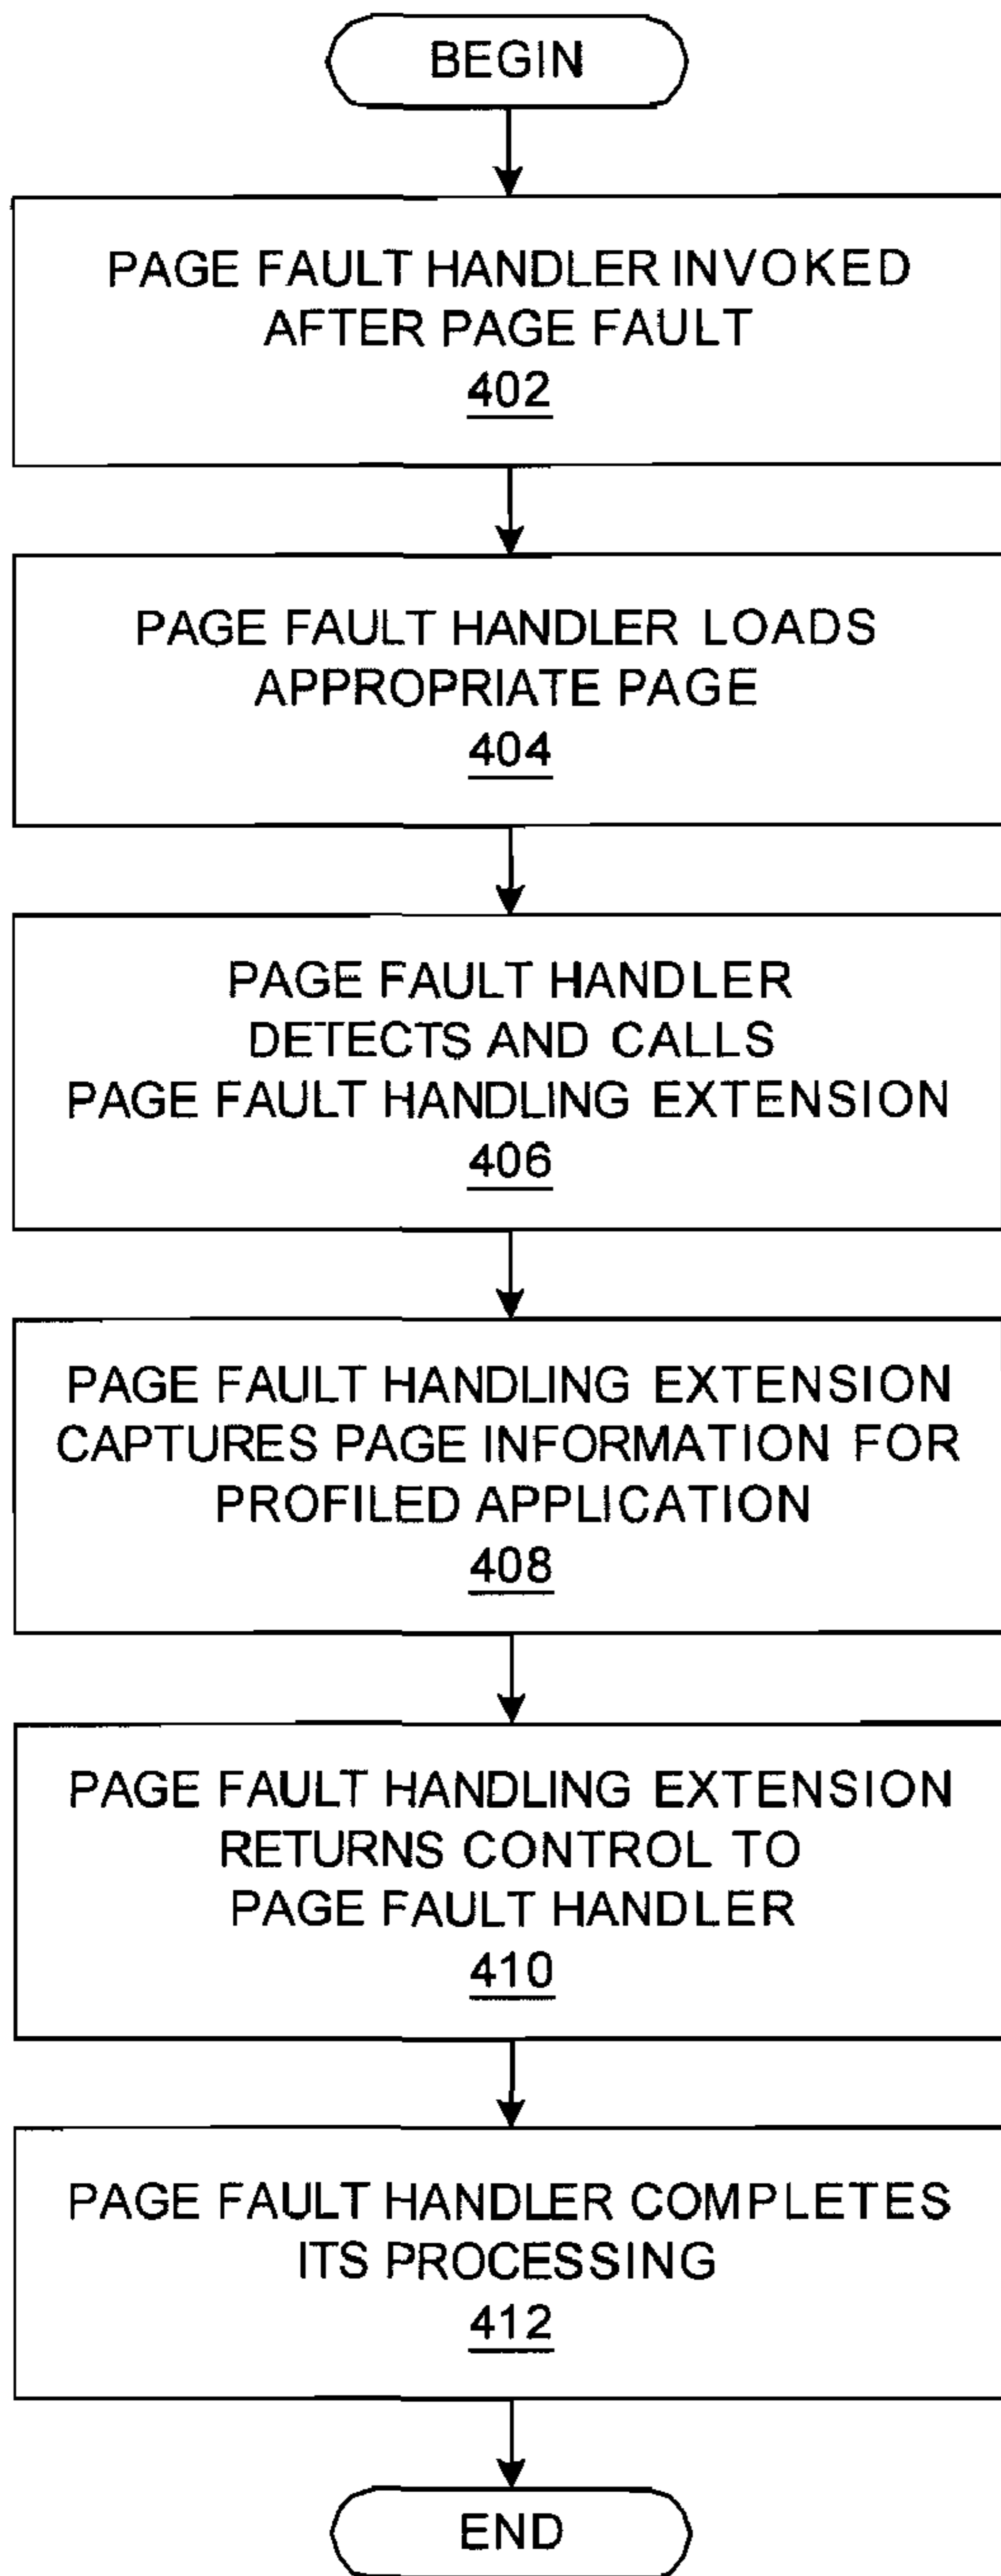 BEGIN
PAGE FAULT HANDLER INVOKED
AFTER PAGE FAULT
402
PAGE FAULT HANDLER LOADS
APPROPRIATE PAGE
404
PAGE FAULT HANDLER
DETECTS AND CALLS
PAGE FAULT HANDLING EXTENSION
406
PAGE FAULT HANDLING EXTENSION
CAPTURES PAGE INFORMATION FOR
PROFILED APPLICATION
408
PAGE FAULT HANDLING EXTENSION
RETURNS CONTROL TO
PAGE FAULT HANDLER
410
PAGE FAULT HANDLER COMPLETES
ITS PROCESSING
412
END